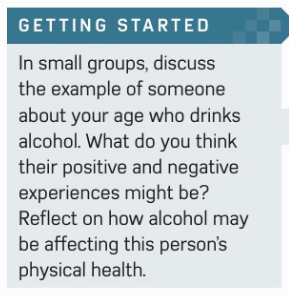 GETTING STARTED
In small groups, discuss
the example of someone
about your age who drinks
alcohol. What do you think
their positive and negative
experiences might be?
Reflect on how alcohol may
be affecting this person's
physical health.